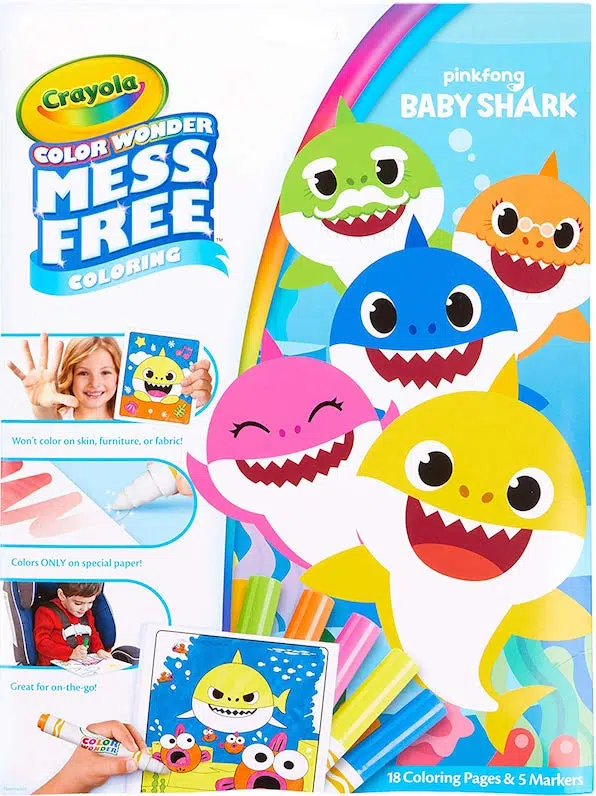 Crayola
COLOR WONDER
MESS
FREE™
COLORING
pinkfong
BABY SHARK
Won't color on skin, furniture, or fabric!
Colors ONLY on special paper!
Great for on-the-go!
COLOR
WONDER
18 Coloring Pages & 5 Markers